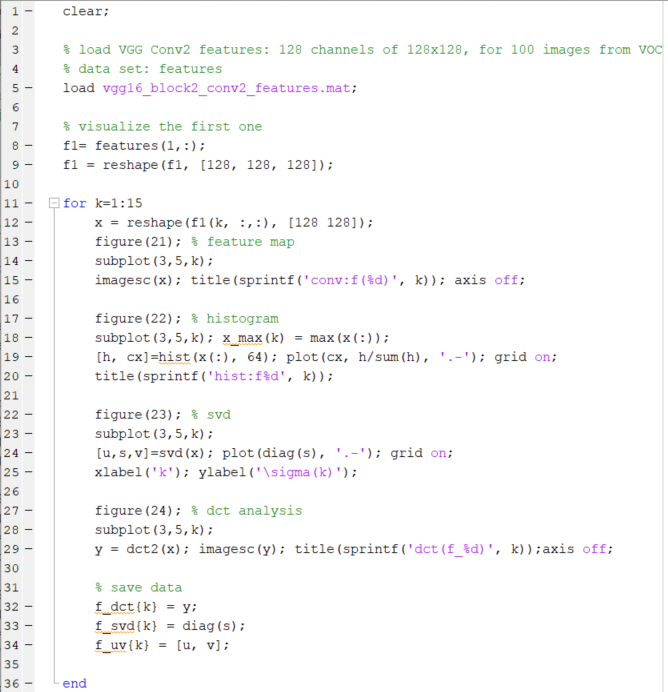 1 clear;
2
3 % load VGG Conv2 features: 128 channels of 128x128, for 100 images from VOC
4 % data set: features
5 load vgg16_block2_conv2_features.mat;
6
7 % visualize the first one
8 f1= features(1,:);
9 f1 = reshape(f1, [128, 128, 128]);
10
11 for k=1:15
12 x = reshape(f1(k, :,:), [128 128]);
13 figure(21); % feature map
14 subplot(3,5,k);
15 imagesc(x); title(sprintf('conv:f(%d)', k)); axis off;
16
17 figure(22); % histogram
18 subplot(3,5,k); x_max(k) = max(x(:));
19 [h, cx]=hist(x(:), 64); plot(cx, h/sum(h), '.-'); grid on;
20 title(sprintf('hist:f%d', k));
21
22 figure(23); % svd
23 subplot(3,5,k);
24 [u,s,v]=svd(x); plot(diag(s), '.-'); grid on;
25 xlabel('k'); ylabel('\sigma(k)');
26
27 figure(24); % dct analysis
28 subplot(3,5,k);
29 y = dct2(x); imagesc(y); title(sprintf('dct(f_%d)', k));axis off;
30
31 % save data
32 f_dct{k} = y;
33 f_svd{k} = diag(s);
34 f_uv{k} = [u, v];
35
36 end